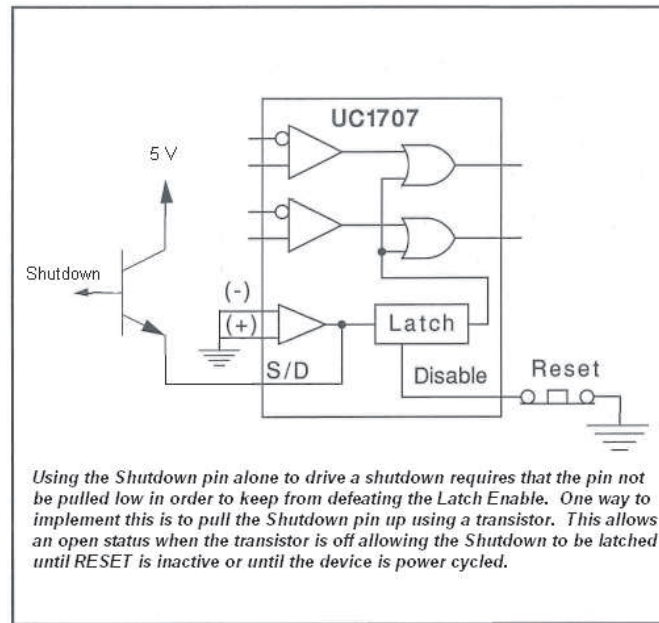 UC1707
5 V
Shutdown
(-)
(+)
Latch
S/D
Disable
Reset
Using the Shutdown pin alone to drive a shutdown requires that the pin not
be pulled low in order to keep from defeating the Latch Enable. One way to
implement this is to pull the Shutdown pin up using a transistor. This allows
an open status when the transistor is off allowing the Shutdown to be latched
until RESET is inactive or until the device is power cycled.